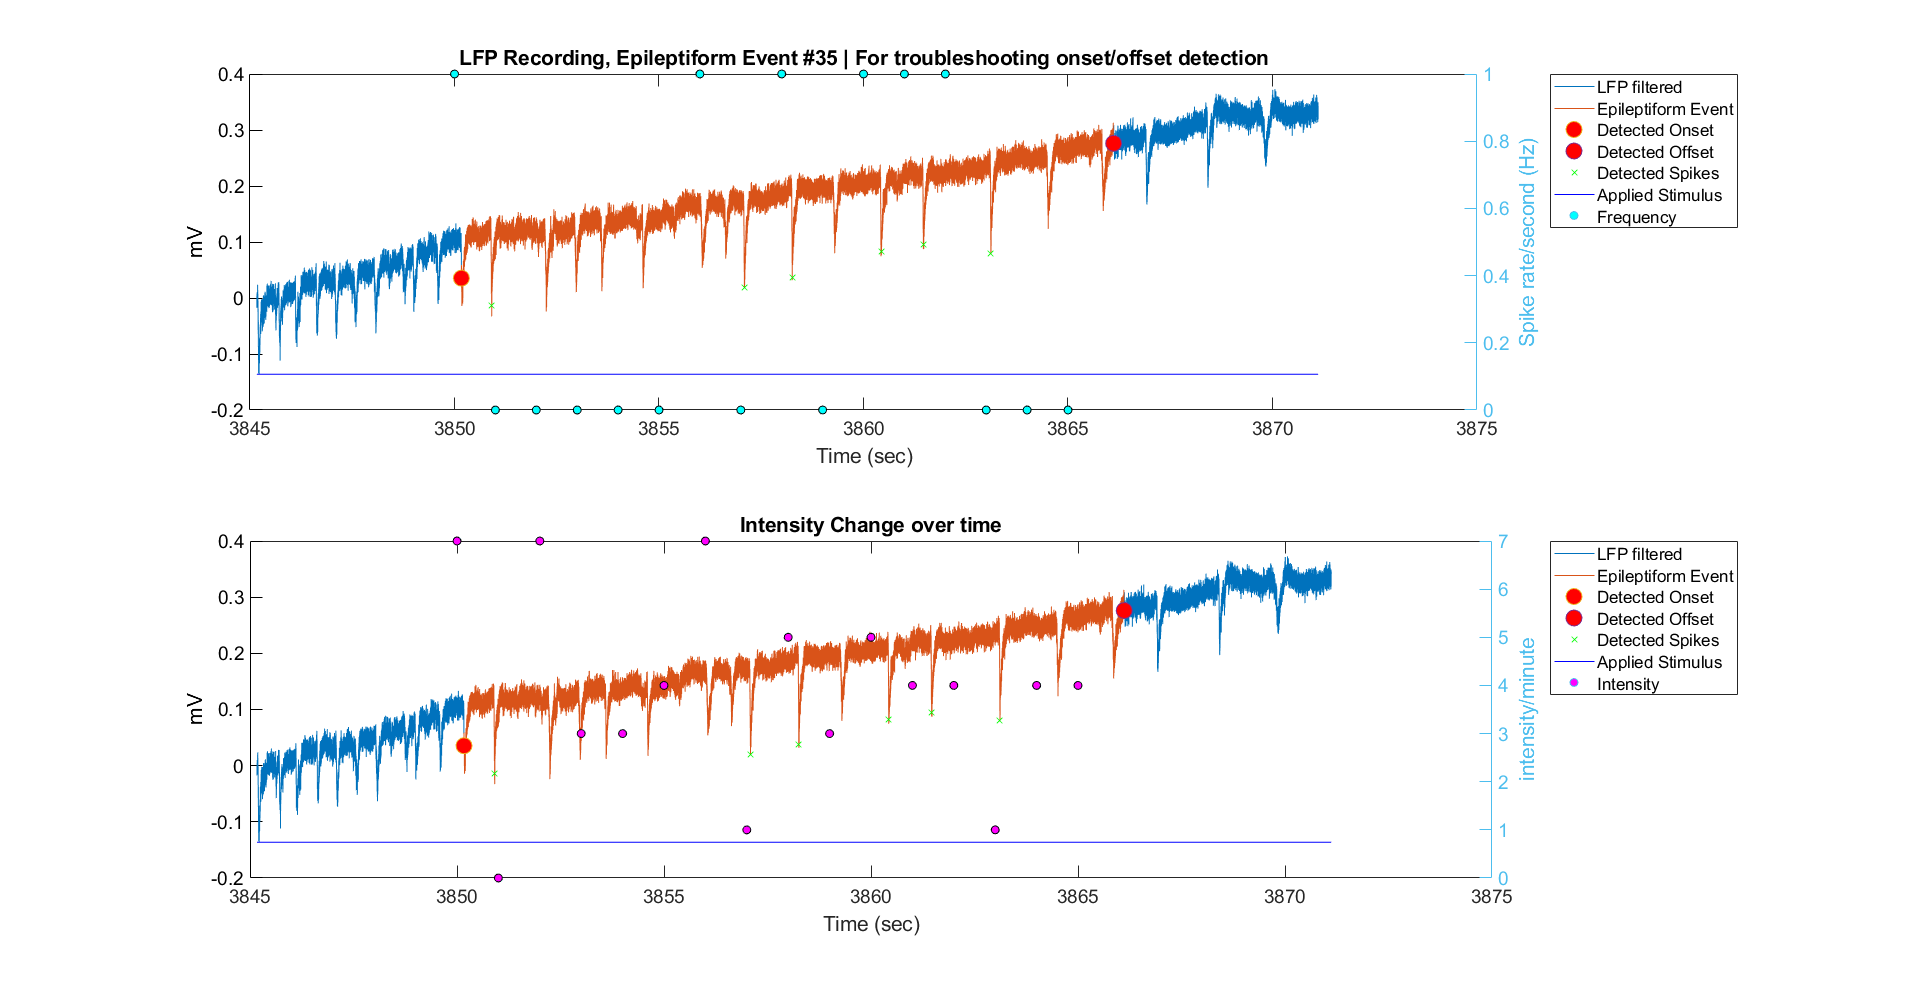 LFP Recording, Epileptiform Event #35 | For troubleshooting onset/offset detection
0.4
0.3
0.2
0.1
0
-0.1
-0.2
mV
3845
3850
3855
3860
3865
3870
3875
Time (sec)
1
0.8
0.6
0.4
0.2
0
Spike rate/second (Hz)
LFP filtered
Epileptiform Event
Detected Onset
Detected Offset
Detected Spikes
Applied Stimulus
Frequency
Intensity Change over time
0.4
0.3
0.2
0.1
0
-0.1
-0.2
mV
3845
3850
3855
3860
3865
3870
3875
Time (sec)
7
6
5
4
3
2
1
0
intensity/minute
LFP filtered
Epileptiform Event
Detected Onset
Detected Offset
Detected Spikes
Applied Stimulus
Intensity